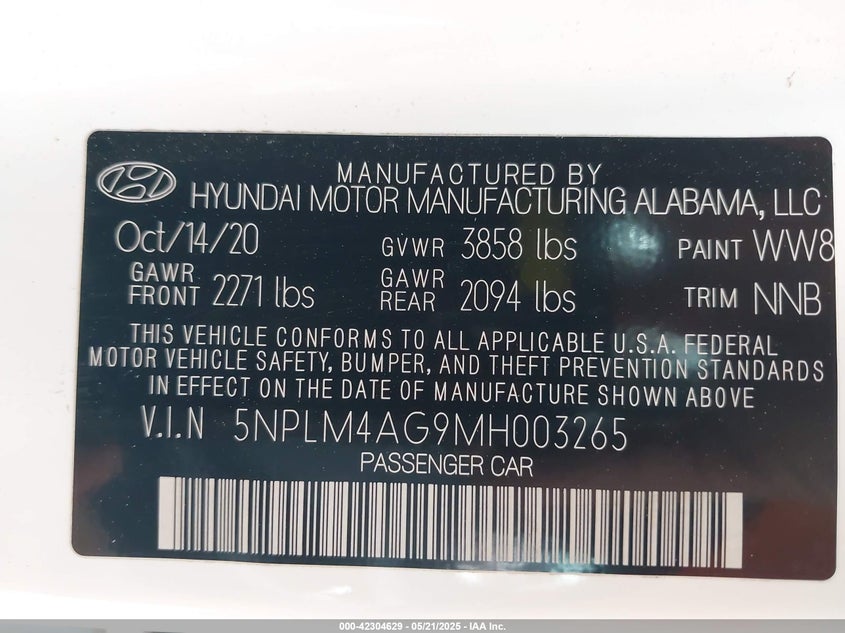 MANUFACTURED BY
HYUNDAI MOTOR MANUFACTURING ALABAMA, LLC
Oct/14/20 GVWR 3858 lbs PAINT WW8
GAWR FRONT 2271 lbs GAWR REAR 2094 lbs TRIM NNB
THIS VEHICLE CONFORMS TO ALL APPLICABLE U.S.A. FEDERAL
MOTOR VEHICLE SAFETY, BUMPER, AND THEFT PREVENTION STANDARDS
IN EFFECT ON THE DATE OF MANUFACTURE SHOWN ABOVE
V.I.N 5NPLM4AG9MH003265
PASSENGER CAR
000-42304629 - 05/21/2025 - IAA Inc.